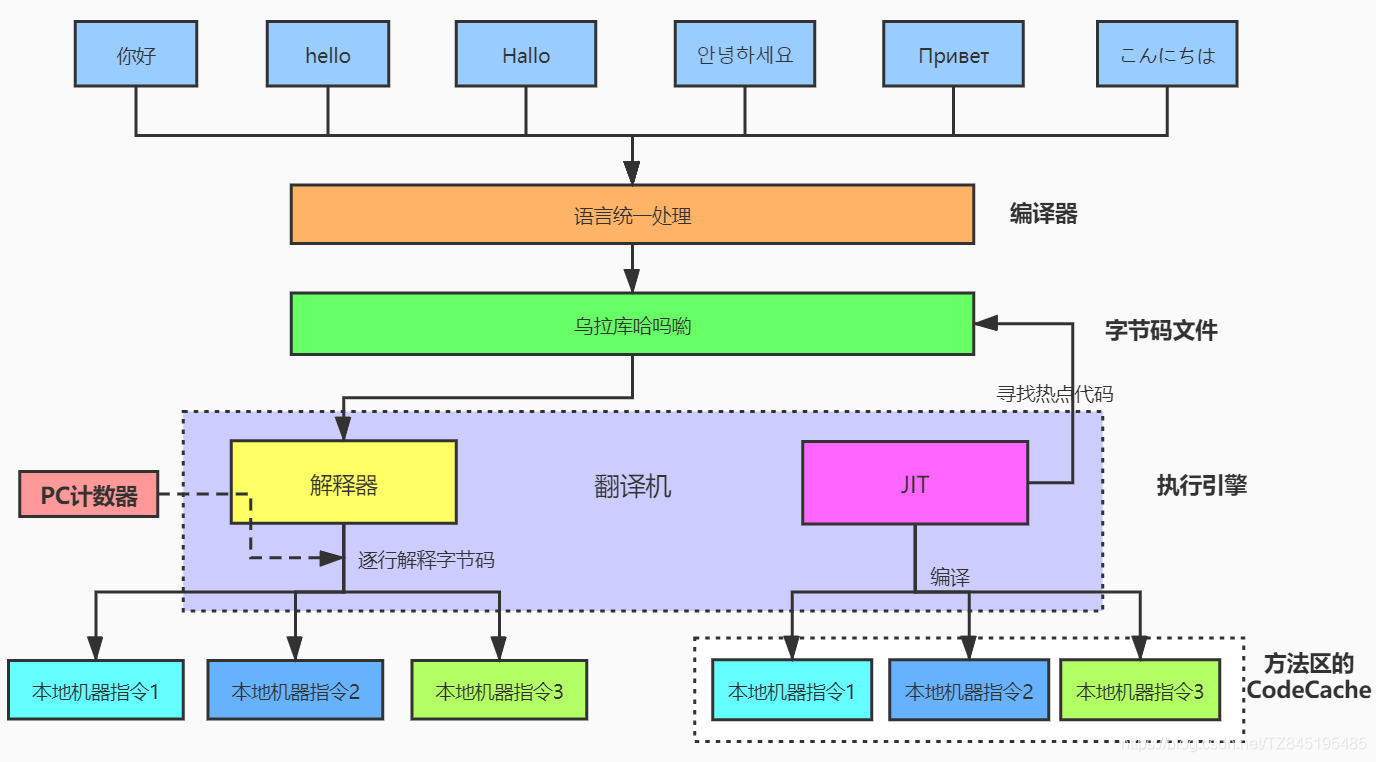 你好
hello
Hallo
안녕하세요
Привет
こんにちは
语言统一处理
编译器
乌拉库哈吗哟
字节码文件
寻找热点代码
解释器
翻译机
JIT
执行引擎
PC计数器
逐行解释字节码
编译
本地机器指令1
本地机器指令2
本地机器指令3
本地机器指令1
本地机器指令2
本地机器指令3
方法区的
CodeCache
https://blog.csdn.net/TZ845195485